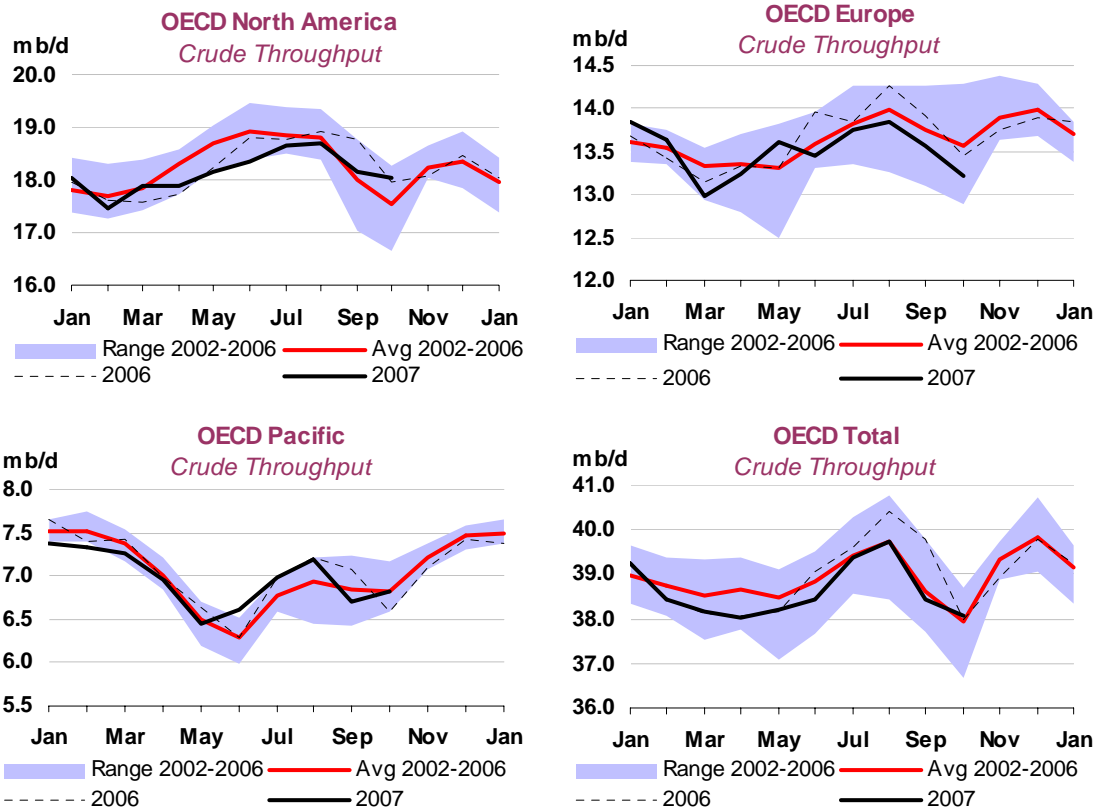 OECD North America
Crude Throughput
mb/d
20.0
19.0
18.0
17.0
16.0
Jan Mar May Jul Sep Nov Jan
Range 2002-2006 Avg 2002-2006
2006 2007
OECD Europe
Crude Throughput
mb/d
14.5
14.0
13.5
13.0
12.5
12.0
Jan Mar May Jul Sep Nov Jan
Range 2002-2006 Avg 2002-2006
2006 2007
OECD Pacific
Crude Throughput
mb/d
8.0
7.5
7.0
6.5
6.0
5.5
Jan Mar May Jul Sep Nov Jan
Range 2002-2006 Avg 2002-2006
2006 2007
OECD Total
Crude Throughput
mb/d
41.0
40.0
39.0
38.0
37.0
36.0
Jan Mar May Jul Sep Nov Jan
Range 2002-2006 Avg 2002-2006
2006 2007